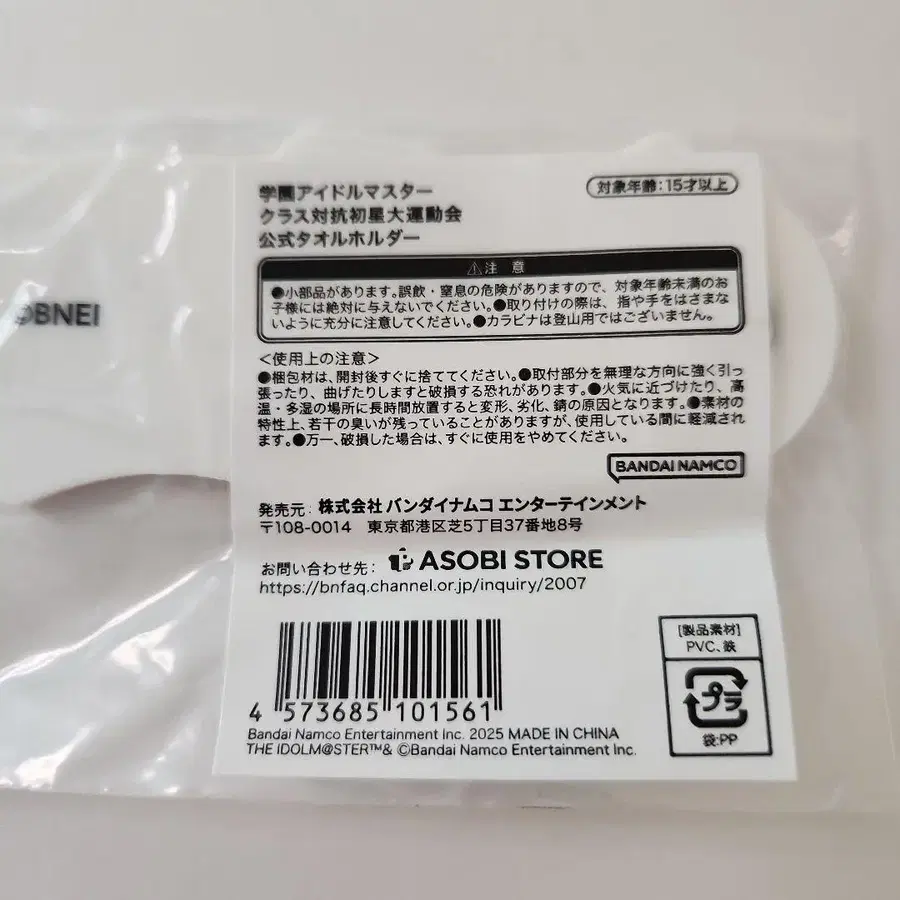 学園アイドルマスター
クラス対抗初星大運動会
公式タオルホルダー
対象年齢:15才以上
⚠注 意
●小部品があります。誤飲・窒息の危険がありますので、対象年齢未満のお
子様には絶対に与えないでください。●取り付けの際は、指や手をはさまな
いように充分に注意してください。●カラビナは登山用ではございません。
<使用上の注意>
●梱包材は、開封後すぐに捨ててください。●取付部分を無理な方向に強く引っ
張ったり、曲げたりしますと破損する恐れがあります。●火気に近づけたり、高
温・多湿の場所に長時間放置すると変形、劣化、錆の原因となります。●素材の
特性上、若干の臭いが残っていることがありますが、使用している間に軽減され
ます。●万一、破損した場合は、すぐに使用をやめてください。
BANDAI NAMCO
発売元:株式会社 バンダイナムコ エンターテインメント
〒108-0014 東京都港区芝5丁目37番地8号
お問い合わせ先: ASOBI STORE
https://bnfaq.channel.or.jp/inquiry/2007
4 573685 101561
Bandai Namco Entertainment Inc. 2025 MADE IN CHINA
THE IDOLM@STER™& ©Bandai Namco Entertainment Inc.
[製品素材]
PVC、鉄
プラ
袋:PP
©BNEI